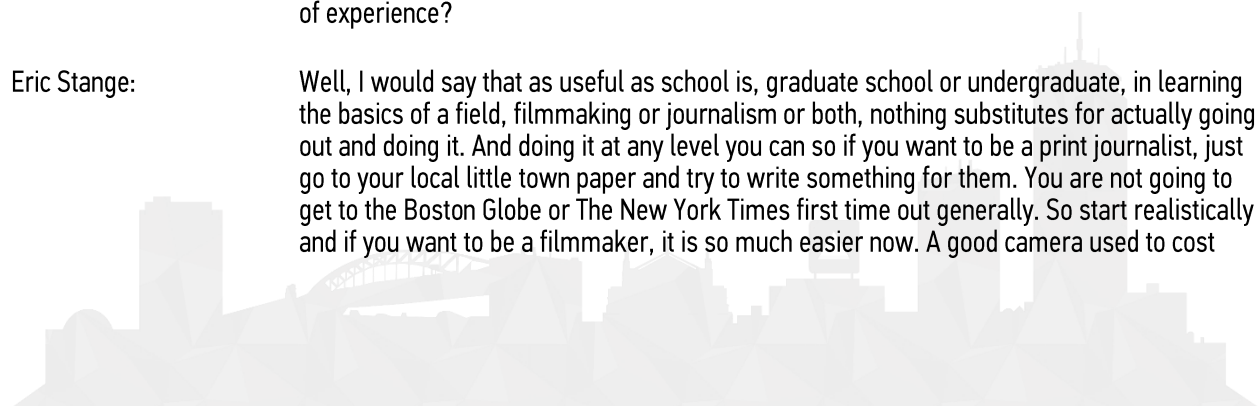 of experience?
Eric Stange: Well, I would say that as useful as school is, graduate school or undergraduate, in learning
the basics of a field, filmmaking or journalism or both, nothing substitutes for actually going
out and doing it. And doing it at any level you can so if you want to be a print journalist, just
go to your local little town paper and try to write something for them. You are not going to
get to the Boston Globe or The New York Times first time out generally. So start realistically
and if you want to be a filmmaker, it is so much easier now. A good camera used to cost